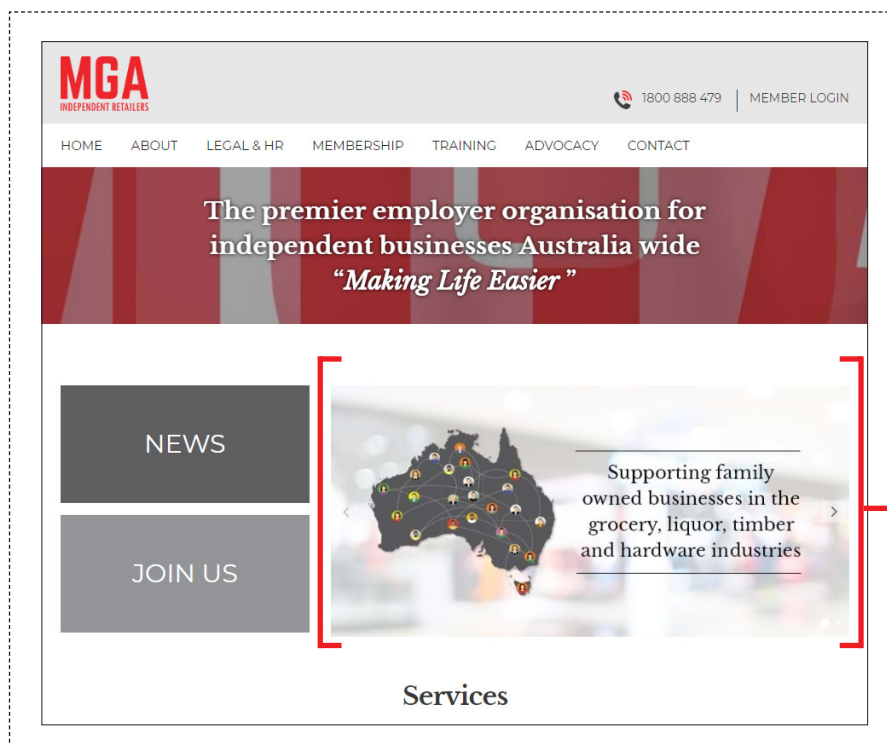 MGA
INDEPENDENT RETAILERS
1800 888 479
MEMBER LOGIN
HOME ABOUT LEGAL & HR MEMBERSHIP TRAINING ADVOCACY CONTACT
The premier employer organisation for
independent businesses Australia wide
“Making Life Easier ”
NEWS
JOIN US
Supporting family
owned businesses in the
grocery, liquor, timber
and hardware industries
Services